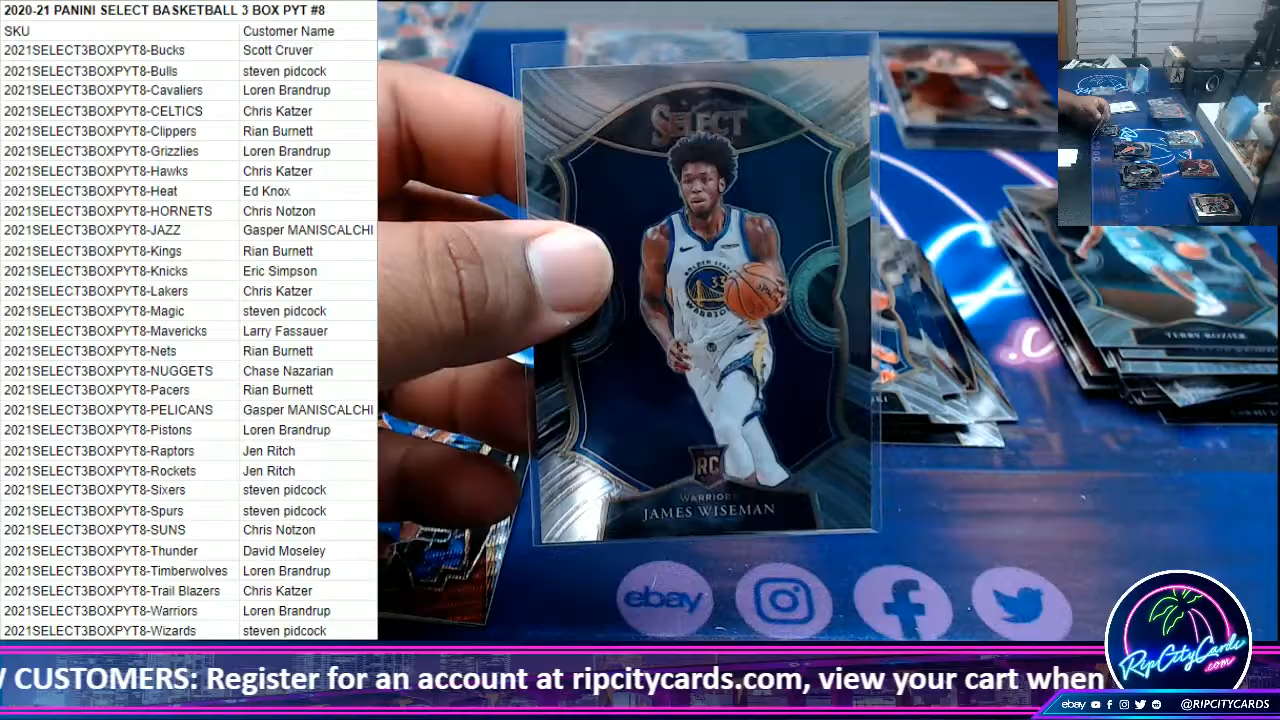 2020-21 PANINI SELECT BASKETBALL 3 BOX PYT #8
SKU Customer Name
2021SELECT3BOXPYT8-Bucks Scott Cruver
2021SELECT3BOXPYT8-Bulls steven pidcock
2021SELECT3BOXPYT8-Cavaliers Loren Brandrup
2021SELECT3BOXPYT8-CELTICS Chris Katzer
2021SELECT3BOXPYT8-Clippers Rian Burnett
2021SELECT3BOXPYT8-Grizzlies Loren Brandrup
2021SELECT3BOXPYT8-Hawks Chris Katzer
2021SELECT3BOXPYT8-Heat Ed Knox
2021SELECT3BOXPYT8-HORNETS Chris Notzon
2021SELECT3BOXPYT8-JAZZ Gasper MANISCALCHI
2021SELECT3BOXPYT8-Kings Rian Burnett
2021SELECT3BOXPYT8-Knicks Eric Simpson
2021SELECT3BOXPYT8-Lakers Chris Katzer
2021SELECT3BOXPYT8-Magic steven pidcock
2021SELECT3BOXPYT8-Mavericks Larry Fassauer
2021SELECT3BOXPYT8-Nets Rian Burnett
2021SELECT3BOXPYT8-NUGGETS Chase Nazarian
2021SELECT3BOXPYT8-Pacers Rian Burnett
2021SELECT3BOXPYT8-PELICANS Gasper MANISCALCHI
2021SELECT3BOXPYT8-Pistons Loren Brandrup
2021SELECT3BOXPYT8-Raptors Jen Ritch
2021SELECT3BOXPYT8-Rockets Jen Ritch
2021SELECT3BOXPYT8-Sixers steven pidcock
2021SELECT3BOXPYT8-Spurs steven pidcock
2021SELECT3BOXPYT8-SUNS Chris Notzon
2021SELECT3BOXPYT8-Thunder David Moseley
2021SELECT3BOXPYT8-Timberwolves Loren Brandrup
2021SELECT3BOXPYT8-Trail Blazers Chris Katzer
2021SELECT3BOXPYT8-Warriors Loren Brandrup
2021SELECT3BOXPYT8-Wizards steven pidcock
SELECT
GOLDEN STATE
33
WARRIORS
RC
WARRIORS
JAMES WISEMAN
TERRY ROZIER
.C
ebay
CUSTOMERS: Register for an account at ripcitycards.com, view your cart when
RipCityCards
.com
ebay @RIPCITYCARDS